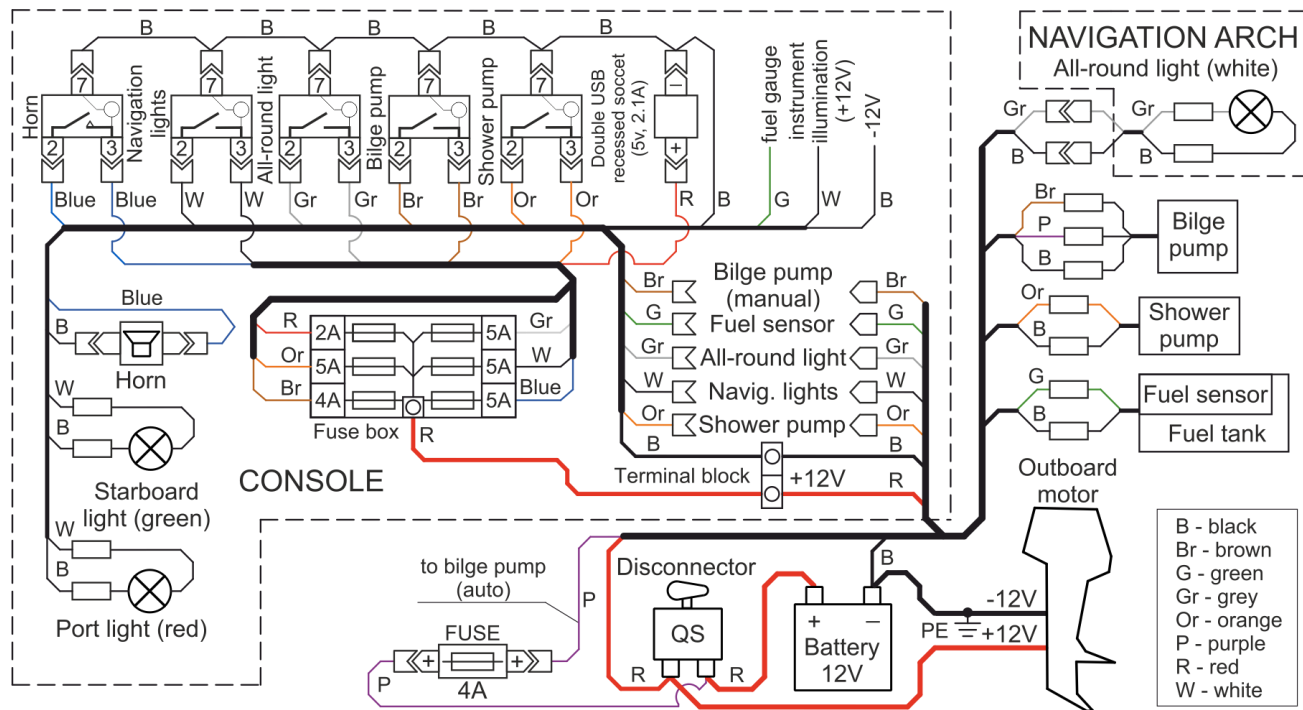 B
B
B
B
B
NAVIGATION ARCH
All-round light (white)
Horn
7
2
3
Navigation
lights
7
2
3
All-round light
7
2
3
Bilge pump
7
2
3
Shower pump
7
2
3
Double USB
recessed soccet
(5v, 2.1A)
−
+
fuel gauge
instrument
illumination
(+12V)
-12V
Gr
B
Gr
B
Blue
Blue
W
W
Gr
Gr
Br
Br
Or
Or
R
B
G
W
B
Br
P
B
Bilge
pump
Blue
B
Horn
R
Or
Br
2A
5A
4A
5A
5A
5A
Gr
W
Blue
Fuse box
R
Br
Bilge pump
(manual)
Br
G
Fuel sensor
G
Gr
All-round light
Gr
W
Navig. lights
W
Or
Shower pump
Or
B
B
Terminal block
+12V
R
Or
B
Shower
pump
G
B
Fuel sensor
Fuel tank
W
B
Starboard
light (green)
CONSOLE
W
B
Port light (red)
to bilge pump
(auto)
P
FUSE
+
+
4A
P
Disconnector
QS
R
R
B
+
−
Battery
12V
PE
-12V
+12V
Outboard
motor
B - black
Br - brown
G - green
Gr - grey
Or - orange
P - purple
R - red
W - white